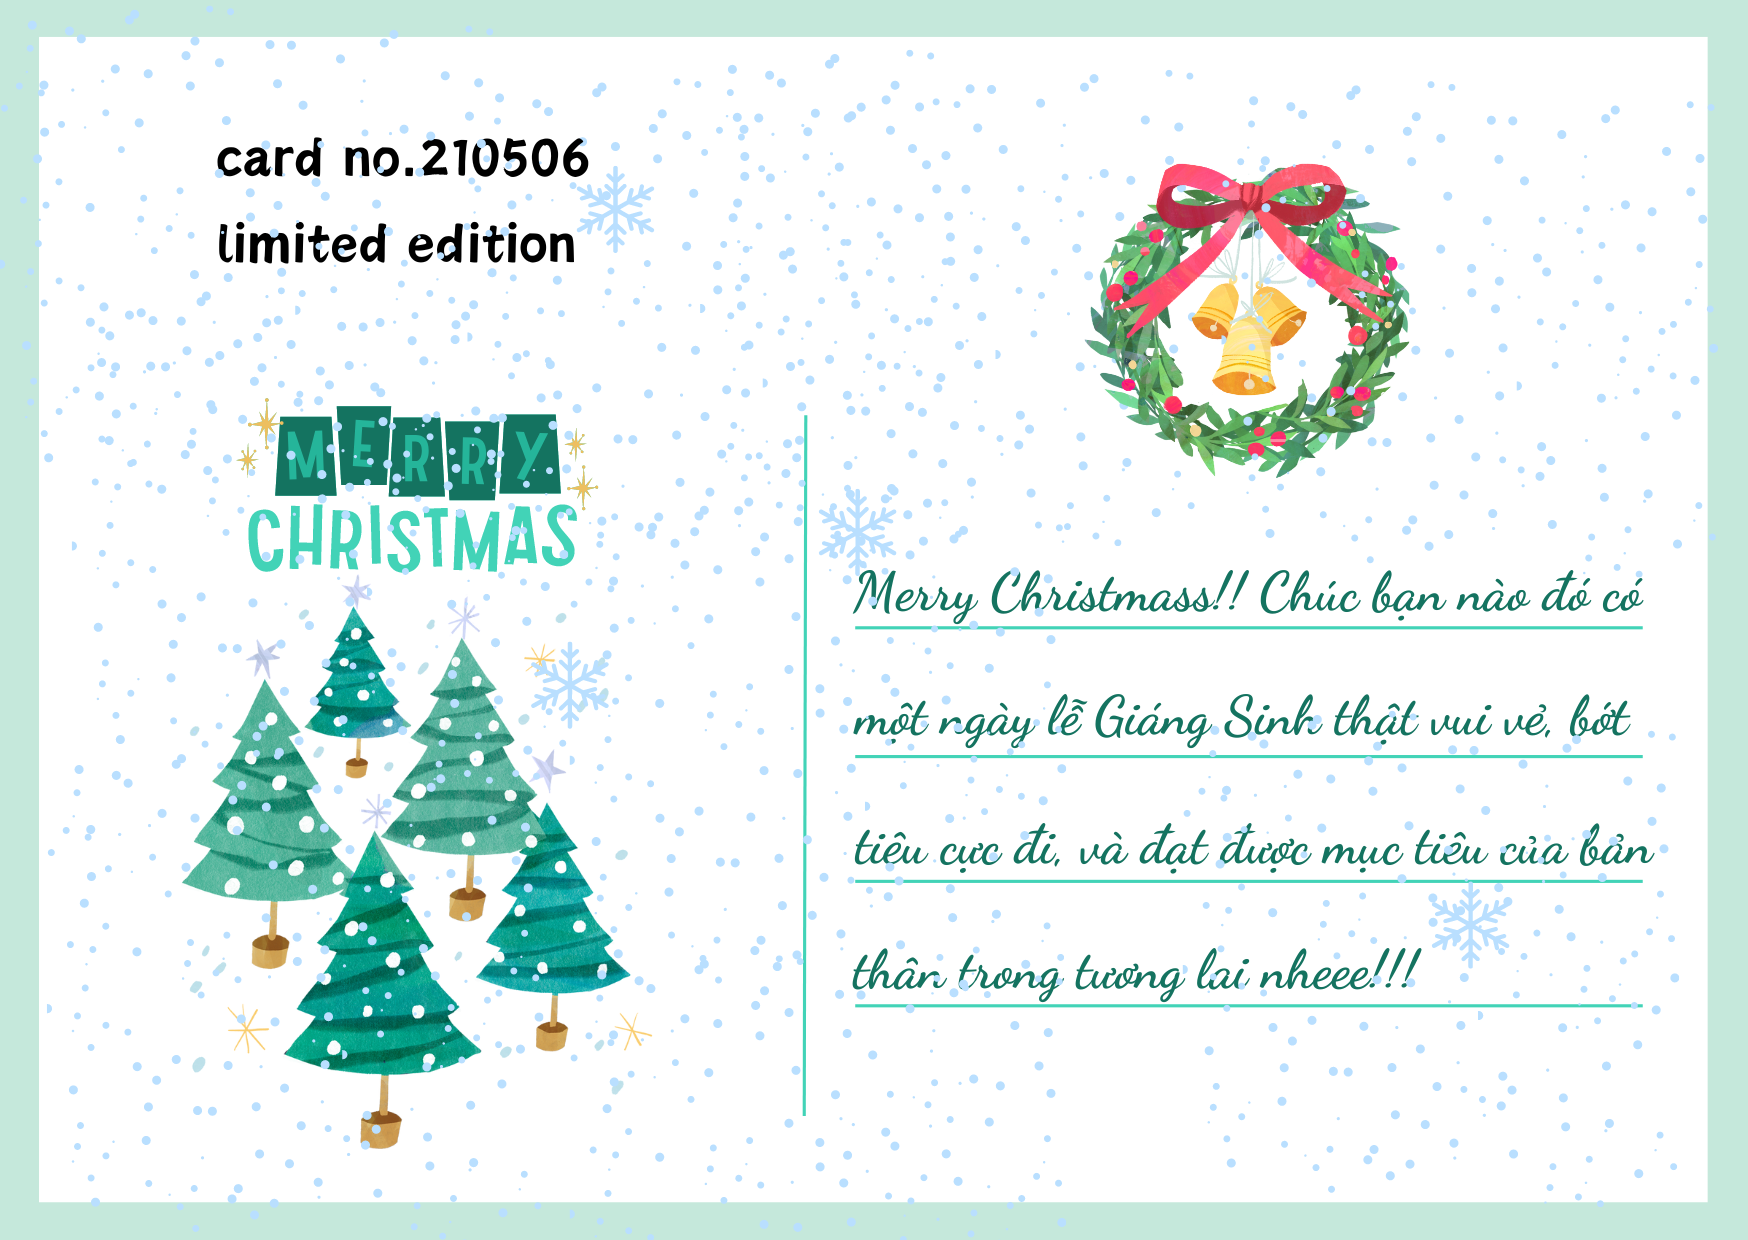 card no.210506
limited edition
MERRY
CHRISTMAS
Merry Christmass!! Chúc bạn nào đó có
một ngày lễ Giáng Sinh thật vui vẻ, bớt
tiêu cực đi, và đạt được mục tiêu của bản
thân trong tương lai nheee!!!